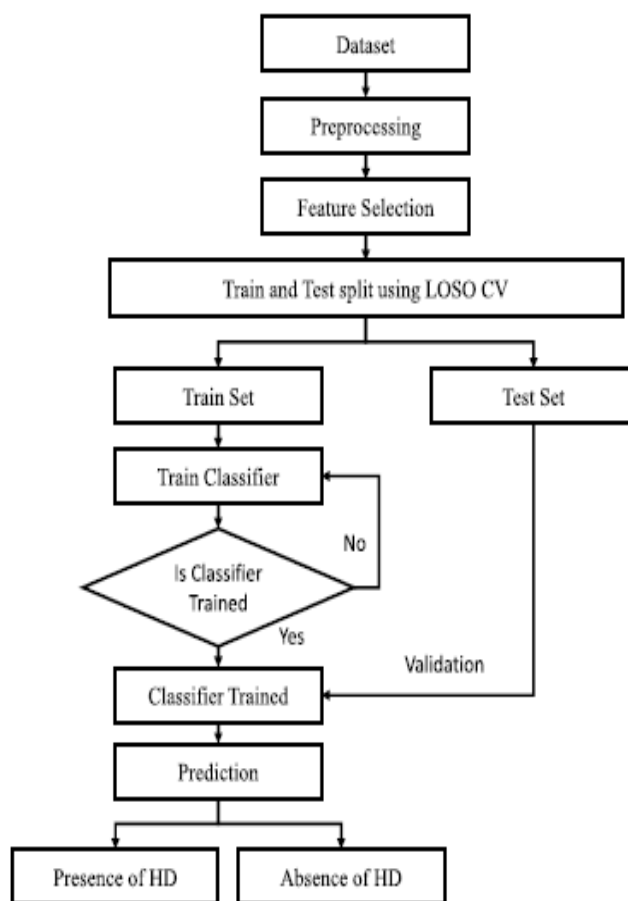 Dataset
Preprocessing
Feature Selection
Train and Test split using LOSO CV
Train Set
Test Set
Train Classifier
No
Is Classifier
Trained
Yes
Validation
Classifier Trained
Prediction
Presence of HD
Absence of HD